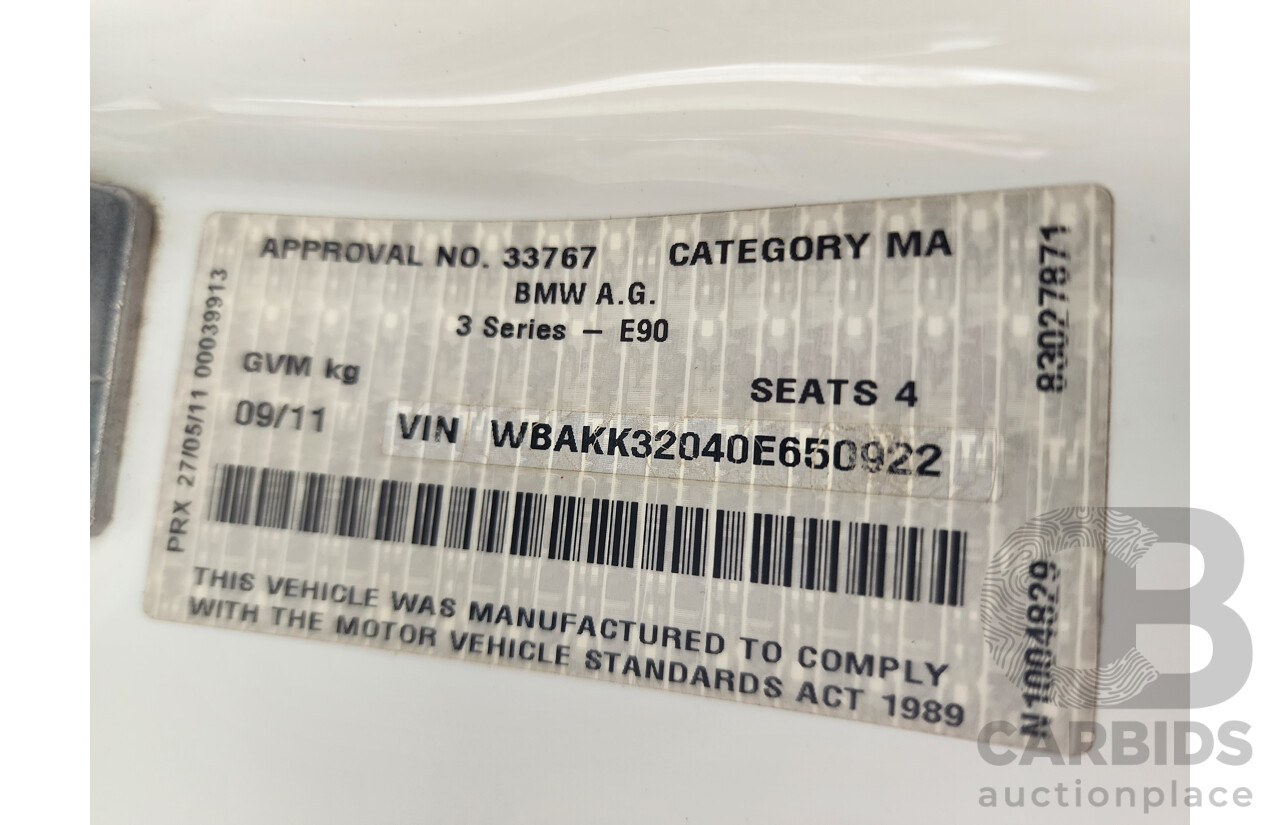 APPROVAL NO. 33767 CATEGORY MA
BMW A.G.
3 Series – E90
GVM kg
SEATS 4
09/11 VIN WBAKK32040E650922
THIS VEHICLE WAS MANUFACTURED TO COMPLY
WITH THE MOTOR VEHICLE STANDARDS ACT 1989
PRX 27/05/11 00039913
83027871
N1004829
CB
CARBIDS
auctionplace